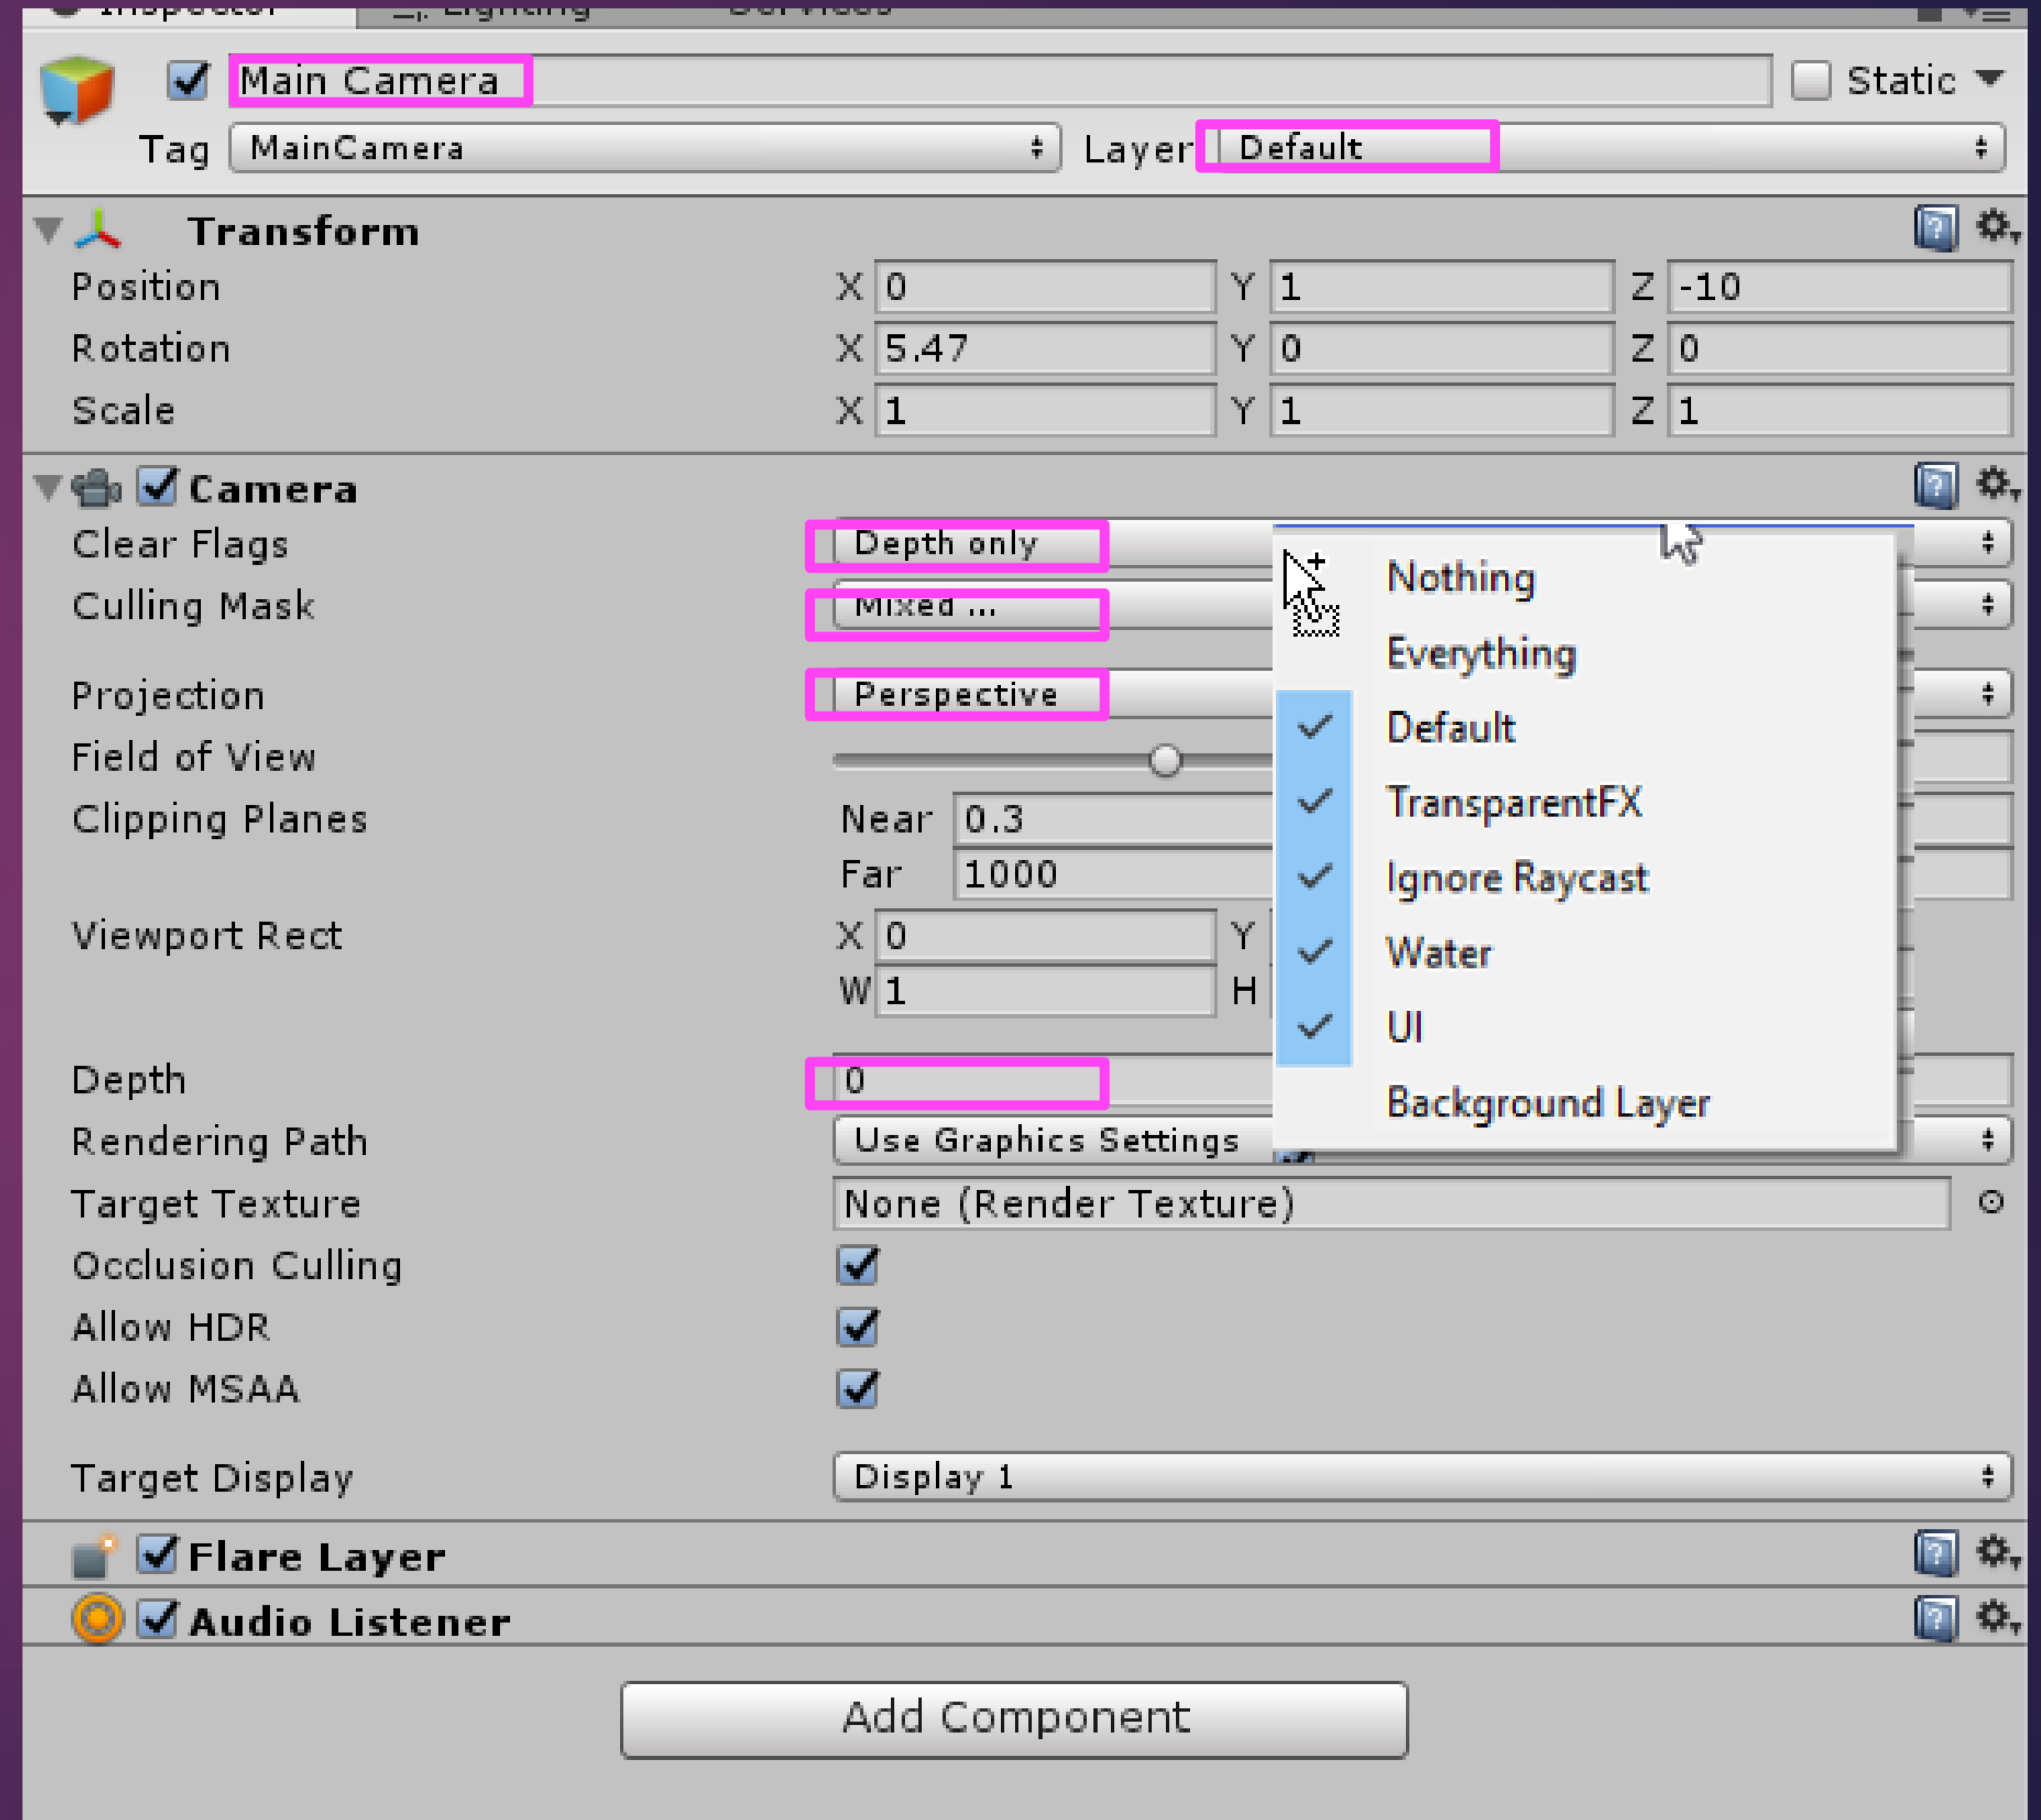 Inspector Lighting Services
Main Camera Static
Tag MainCamera Layer Default
Transform
Position X 0 Y 1 Z -10
Rotation X 5.47 Y 0 Z 0
Scale X 1 Y 1 Z 1
Camera
Clear Flags Depth only
Culling Mask Mixed ...
Projection Perspective
Field of View
Clipping Planes Near 0.3
Far 1000
Viewport Rect X 0 Y
W 1 H
Depth 0
Rendering Path Use Graphics Settings
Target Texture None (Render Texture)
Occlusion Culling
Allow HDR
Allow MSAA
Target Display Display 1
Flare Layer
Audio Listener
Add Component
Nothing
Everything
Default
TransparentFX
Ignore Raycast
Water
UI
Background Layer